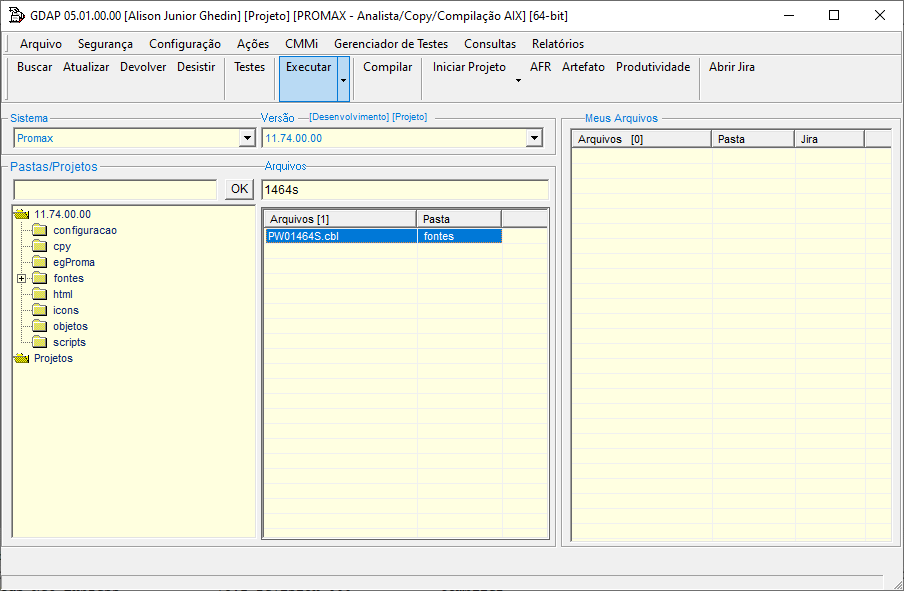 GDAP 05.01.00.00 [Alison Junior Ghedin] [Projeto] [PROMAX - Analista/Copy/Compilação AIX] [64-bit]
Arquivo Segurança Configuração Ações CMMi Gerenciador de Testes Consultas Relatórios
Buscar Atualizar Devolver Desistir Testes Executar Compilar Iniciar Projeto AFR Artefato Produtividade Abrir Jira
Sistema
Promax
Versão [Desenvolvimento] [Projeto]
11.74.00.00
Pastas/Projetos
OK
11.74.00.00
configuracao
cpy
egProma
fontes
html
icons
objetos
scripts
Projetos
Arquivos
1464s
Arquivos [1] Pasta
PW01464S.cbl fontes
Meus Arquivos
Arquivos [0] Pasta Jira